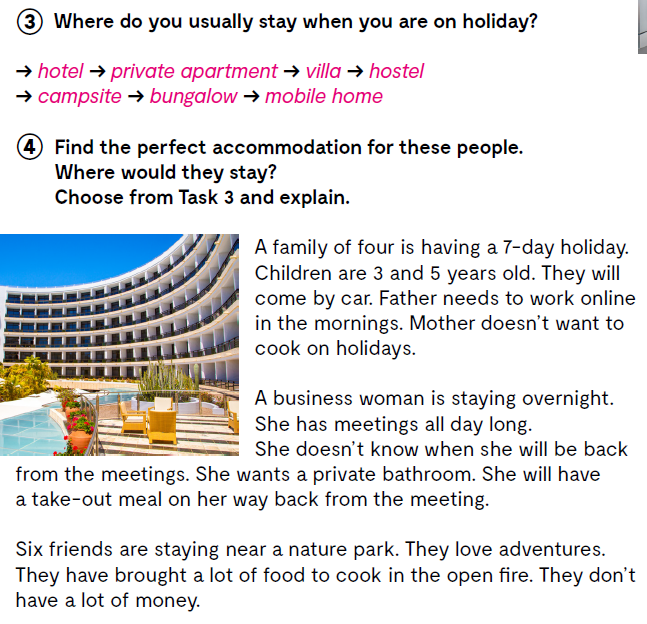 ③ Where do you usually stay when you are on holiday?
→ hotel → private apartment → villa → hostel
→ campsite → bungalow → mobile home
④ Find the perfect accommodation for these people.
Where would they stay?
Choose from Task 3 and explain.
A family of four is having a 7-day holiday.
Children are 3 and 5 years old. They will
come by car. Father needs to work online
in the mornings. Mother doesn't want to
cook on holidays.
A business woman is staying overnight.
She has meetings all day long.
She doesn't know when she will be back
from the meetings. She wants a private bathroom. She will have
a take-out meal on her way back from the meeting.
Six friends are staying near a nature park. They love adventures.
They have brought a lot of food to cook in the open fire. They don't
have a lot of money.